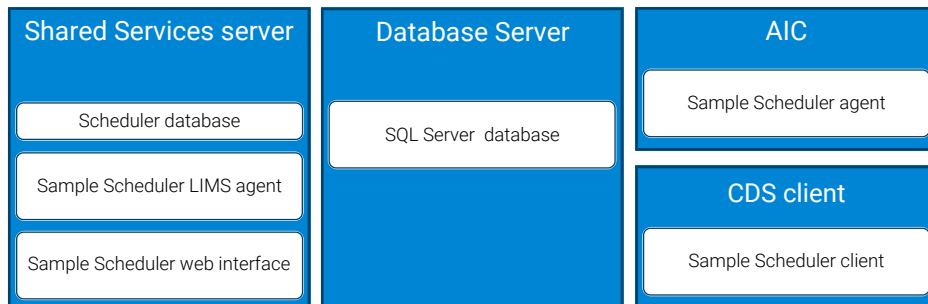 Shared Services server
Scheduler database
Sample Scheduler LIMS agent
Sample Scheduler web interface
Database Server
SQL Server database
AIC
Sample Scheduler agent
CDS client
Sample Scheduler client